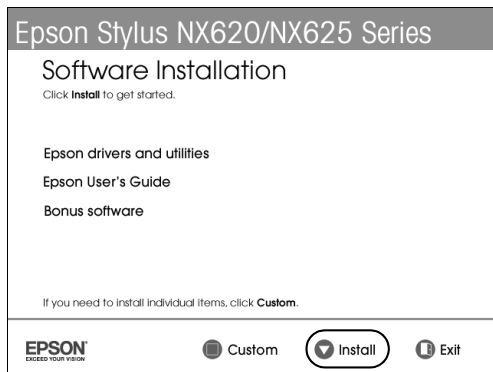 Epson Stylus NX620/NX625 Series
Software Installation
Click Install to get started.
Epson drivers and utilities
Epson User's Guide
Bonus software
If you need to install individual items, click Custom.
EPSON
EXCEED YOUR VISION
Custom
Install
Exit